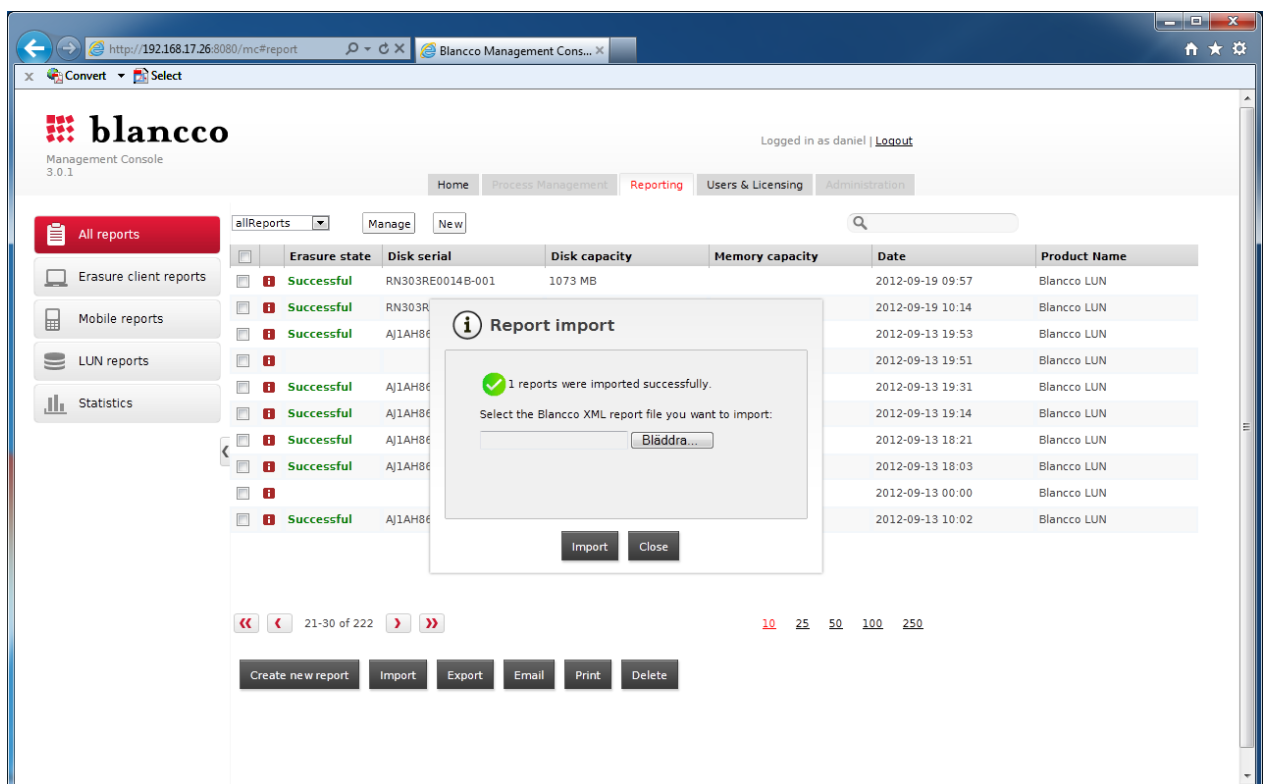 http://192.168.17.26:8080/mc#report
Blancco Management Cons...
Convert Select
blancco
Management Console
3.0.1
Logged in as daniel | Logout
Home Process Management Reporting Users & Licensing Administration
All reports
Erasure client reports
Mobile reports
LUN reports
Statistics
allReports Manage New
Erasure state Disk serial Disk capacity Memory capacity Date Product Name
Successful RN303RE0014B-001 1073 MB 2012-09-19 09:57 Blancco LUN
Successful RN303R 2012-09-19 10:14 Blancco LUN
Successful AJ1AH86 2012-09-13 19:53 Blancco LUN
2012-09-13 19:51 Blancco LUN
Successful AJ1AH86 2012-09-13 19:31 Blancco LUN
Successful AJ1AH86 2012-09-13 19:14 Blancco LUN
Successful AJ1AH86 2012-09-13 18:21 Blancco LUN
Successful AJ1AH86 2012-09-13 18:03 Blancco LUN
2012-09-13 00:00 Blancco LUN
Successful AJ1AH86 2012-09-13 10:02 Blancco LUN
Report import
1 reports were imported successfully.
Select the Blancco XML report file you want to import:
Bläddra...
Import Close
21-30 of 222
10 25 50 100 250
Create new report Import Export Email Print Delete